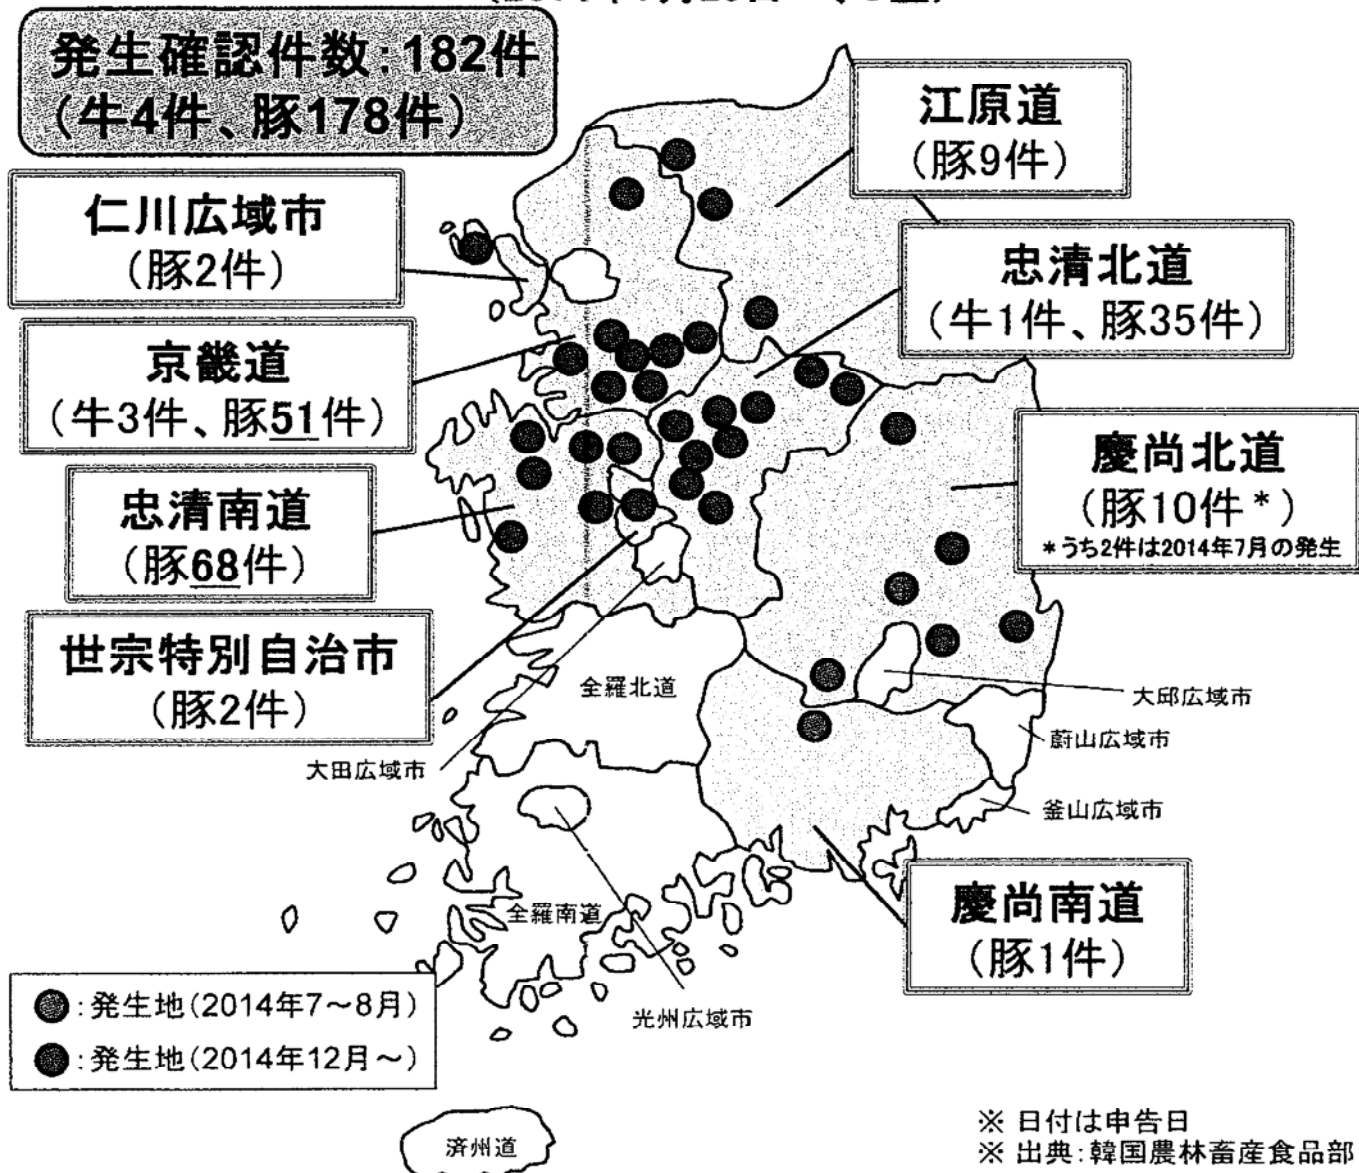 発生確認件数:182件
(牛4件、豚178件)
江原道
(豚9件)
仁川広域市
(豚2件)
忠清北道
(牛1件、豚35件)
京畿道
(牛3件、豚51件)
慶尚北道
(豚10件*)
*うち2件は2014年7月の発生
忠清南道
(豚68件)
世宗特別自治市
(豚2件)
全羅北道
大邱広域市
蔚山広域市
大田広域市
釜山広域市
慶尚南道
(豚1件)
全羅南道
光州広域市
●:発生地(2014年7~8月)
●:発生地(2014年12月~)
済州道
※ 日付は申告日
※ 出典:韓国農林畜産食品部